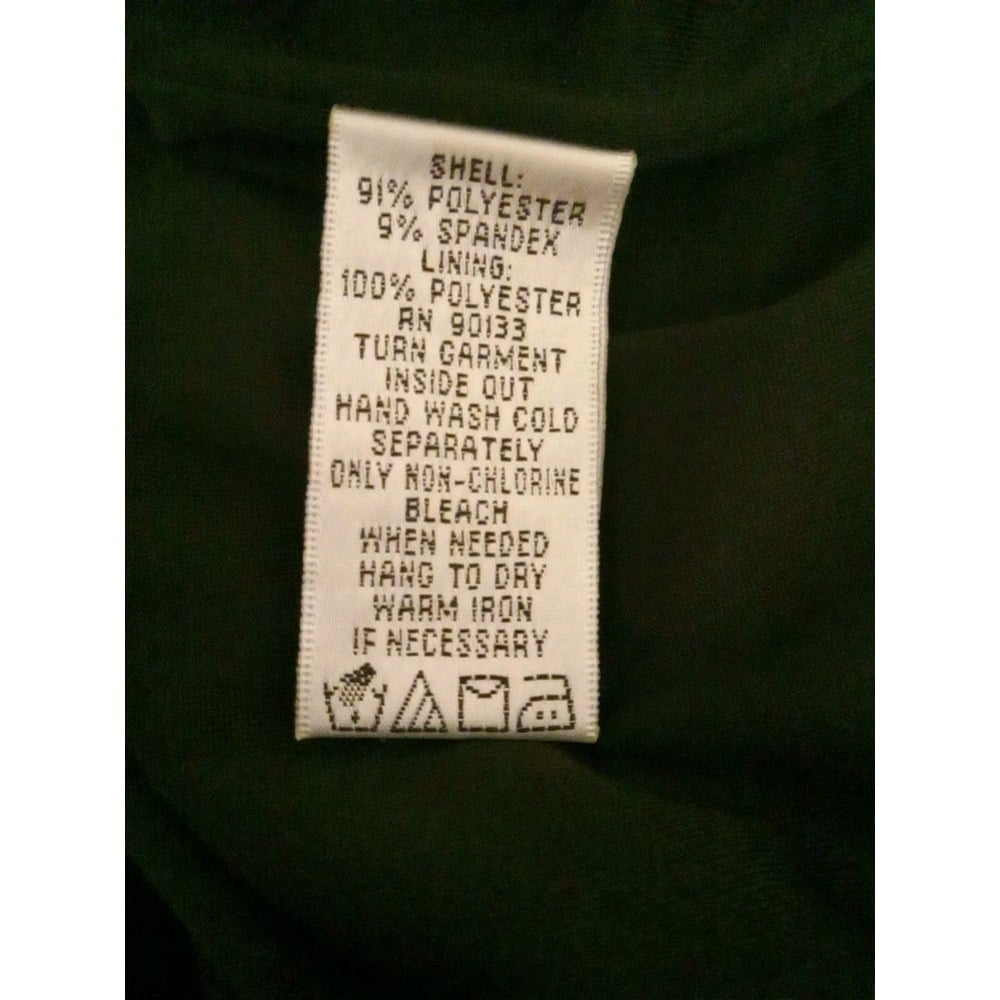 SHELL:
91% POLYESTER
9% SPANDEX
LINING:
100% POLYESTER
RN 90133
TURN GARMENT
INSIDE OUT
HAND WASH COLD
SEPARATELY
ONLY NON-CHLORINE
BLEACH
WHEN NEEDED
HANG TO DRY
WARM IRON
IF NECESSARY